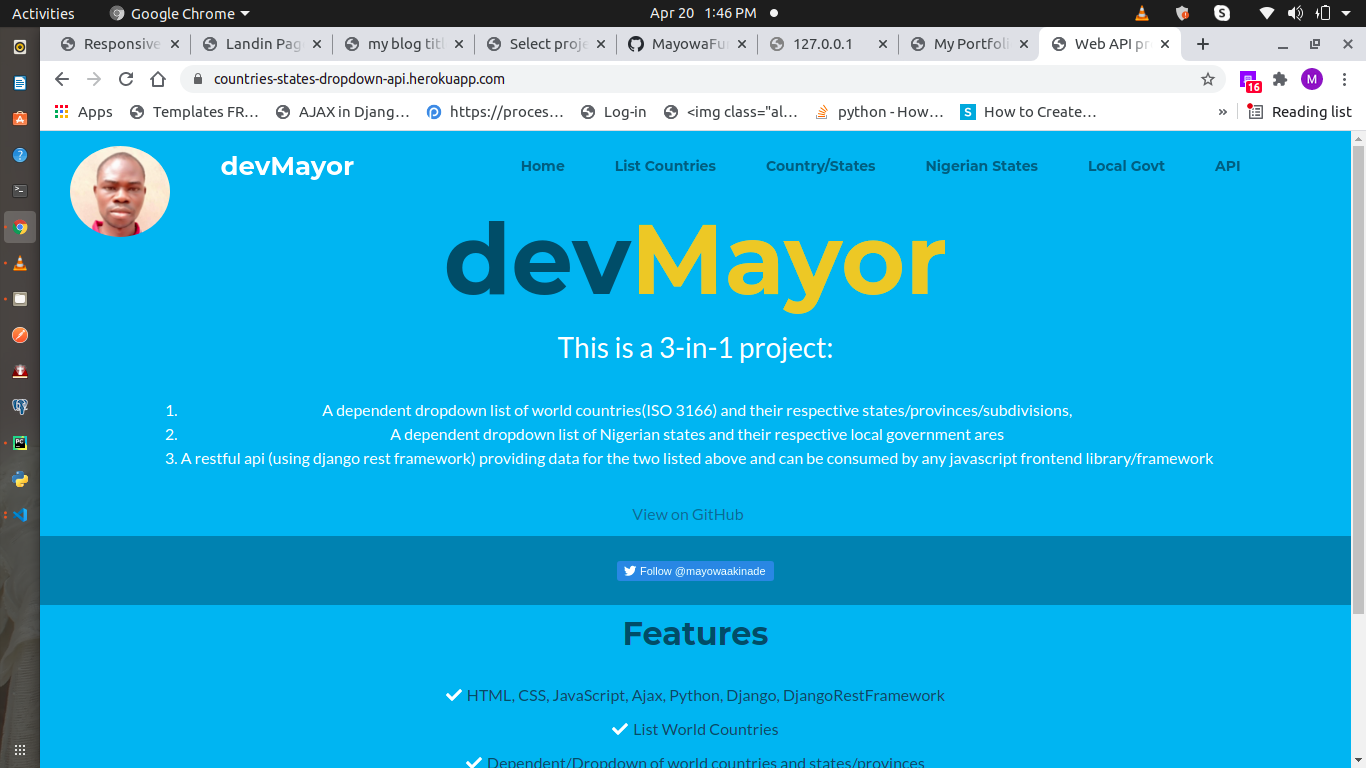 Activities Google Chrome Apr 20 1:46 PM
Responsive Landin Pag my blog titl Select proje MayowaFu 127.0.0.1 My Portfoli Web API pr
countries-states-dropdown-api.herokuapp.com M 16
Apps Templates FR... AJAX in Djang... https://proces... Log-in <img class="al... python - How... S How to Create... » Reading list
devMayor Home List Countries Country/States Nigerian States Local Govt API
devMayor
This is a 3-in-1 project:
1. A dependent dropdown list of world countries(ISO 3166) and their respective states/provinces/subdivisions,
2. A dependent dropdown list of Nigerian states and their respective local government ares
3. A restful api (using django rest framework) providing data for the two listed above and can be consumed by any javascript frontend library/framework
View on GitHub
Follow @mayowaakinade
Features
HTML, CSS, JavaScript, Ajax, Python, Django, DjangoRestFramework
List World Countries
Dependent/Dropdown of world countries and states/provinces